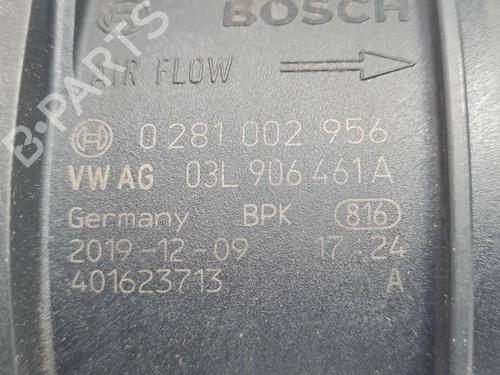 BOSCH
AIR FLOW
0 281 002 956
VW AG 03L 906 461 A
Germany BPK 816
2019-12-09 17 24
401623713 A
B-PARTS